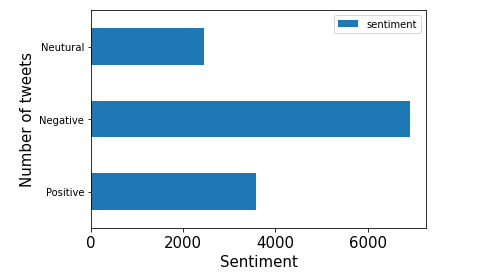 sentiment
Neutural
Negative
Positive
Number of tweets
0 2000 4000 6000
Sentiment